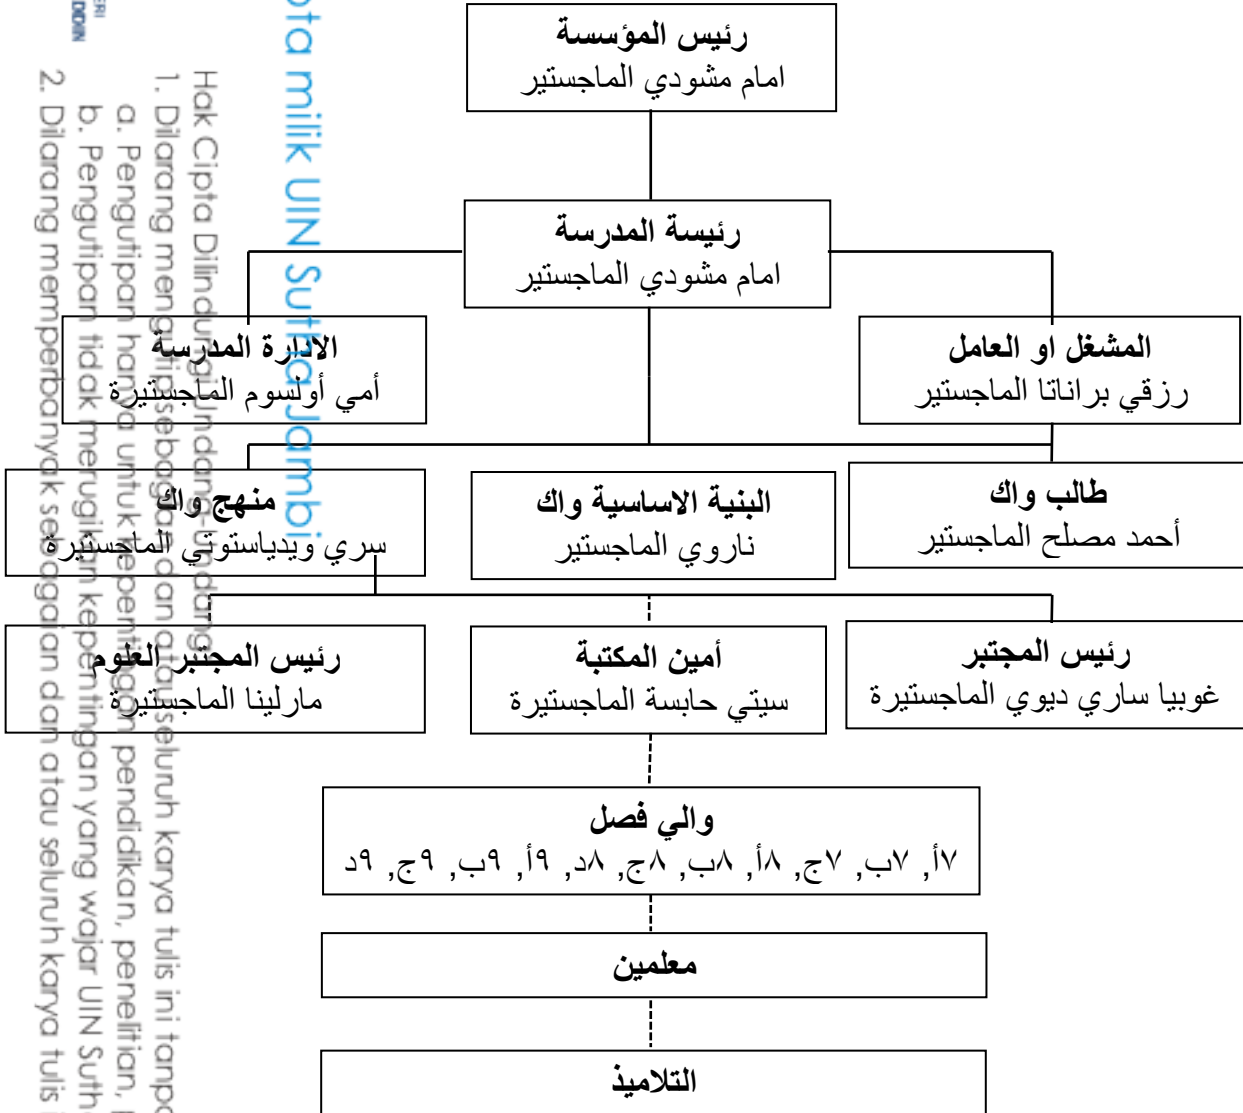 رئيس المؤسسة
امام مشودي الماجستير
رئيسة المدرسة
امام مشودي الماجستير
المشغل او العامل
رزقي براناتا الماجستير
الادارة المدرسة
أمي أولسوم الماجستيرة
طالب واك
أحمد مصلح الماجستير
البنية الاساسية واك
ناروي الماجستير
منهج واك
سري ويدياستوتي الماجستيرة
رئيس المجتبر
غوبيا ساري ديوي الماجستيرة
أمين المكتبة
سيتي حابسة الماجستيرة
رئيس المجتبر العلوم
مارلينا الماجستيرة
والي فصل
٧أ, ٧ب, ٧ج, ٨أ, ٨ب, ٨ج, ٨د, ٩أ, ٩ب, ٩ج, ٩د
معلمين
التلاميذ
milik UIN Sutha Jambi
Hak Cipta Dilindungi Undang-Undang:
1. Dilarang mengutip sebagian dan atau seluruh karya tulis ini
a. Pengutipan hanya untuk kepentingan pendidikan, penelitian,
b. Pengutipan tidak merugikan kepentingan yang wajar UIN
2. Dilarang memperbanyak sebagaian dan atau seluruh karya tulis